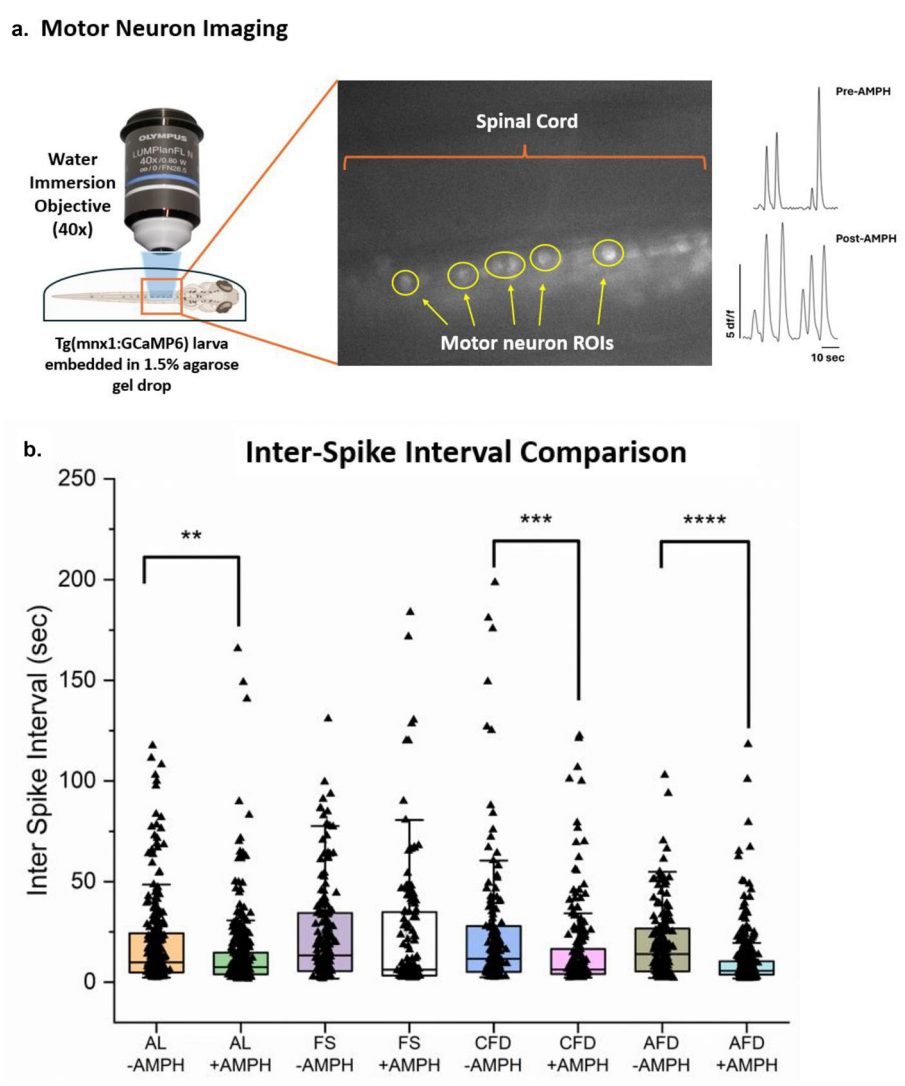 a. Motor Neuron Imaging
Water
Immersion
Objective
(40x)
OLYMPUS
LUMPlanFL N
40x/0.80 W
∞/0/FN26.5
Tg(mnx1:GCaMP6) larva
embedded in 1.5% agarose
gel drop
Spinal Cord
Motor neuron ROIs
Pre-AMPH
Post-AMPH
5 df/f
10 sec
b.
Inter-Spike Interval Comparison
Inter Spike Interval (sec)
250
200
150
100
50
0
**
***
****
AL
-AMPH
AL
+AMPH
FS
-AMPH
FS
+AMPH
CFD
-AMPH
CFD
+AMPH
AFD
-AMPH
AFD
+AMPH